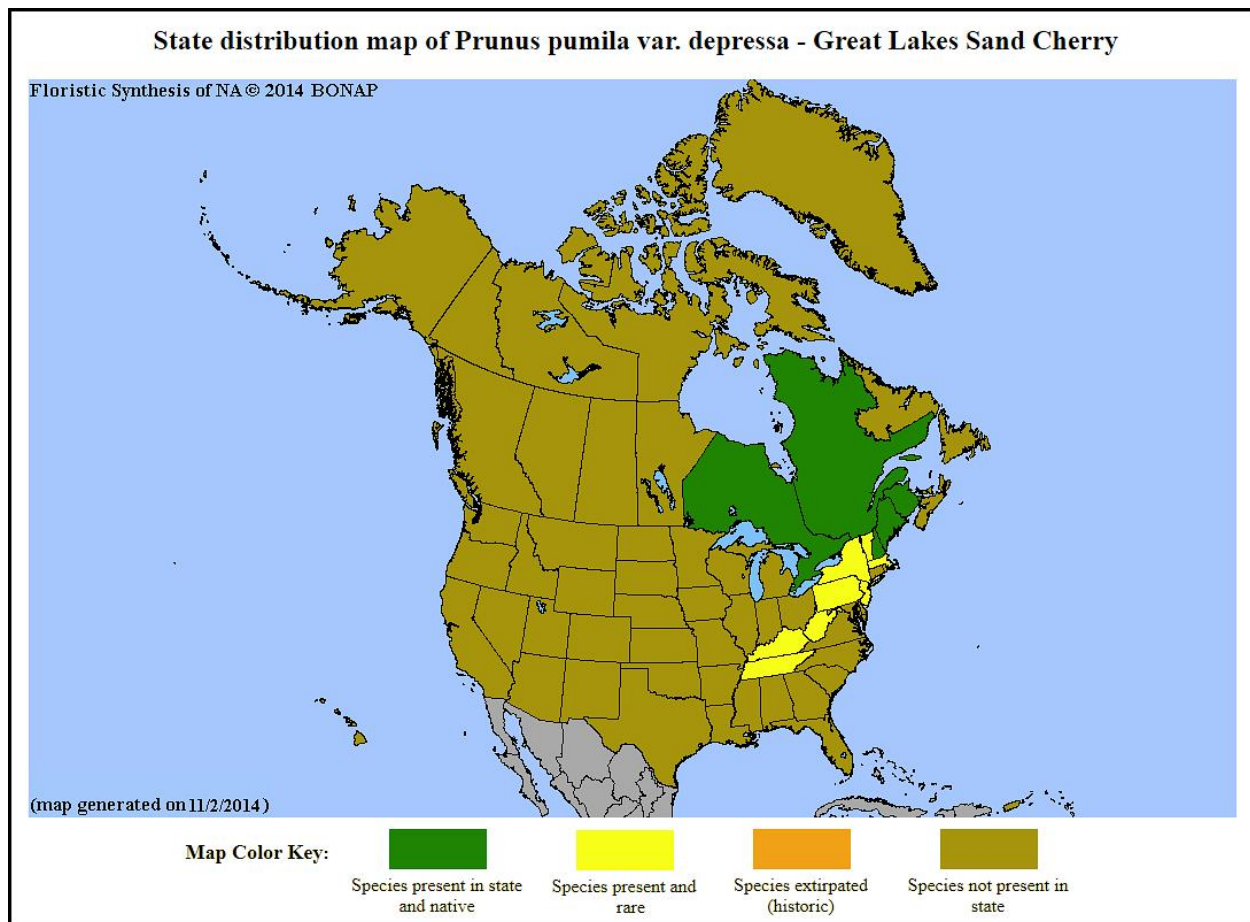 State distribution map of Prunus pumila var. depressa - Great Lakes Sand Cherry
Floristic Synthesis of NA © 2014 BONAP
(map generated on 11/2/2014 )
Map Color Key:
Species present in state
and native
Species present and
rare
Species extirpated
(historic)
Species not present in
state